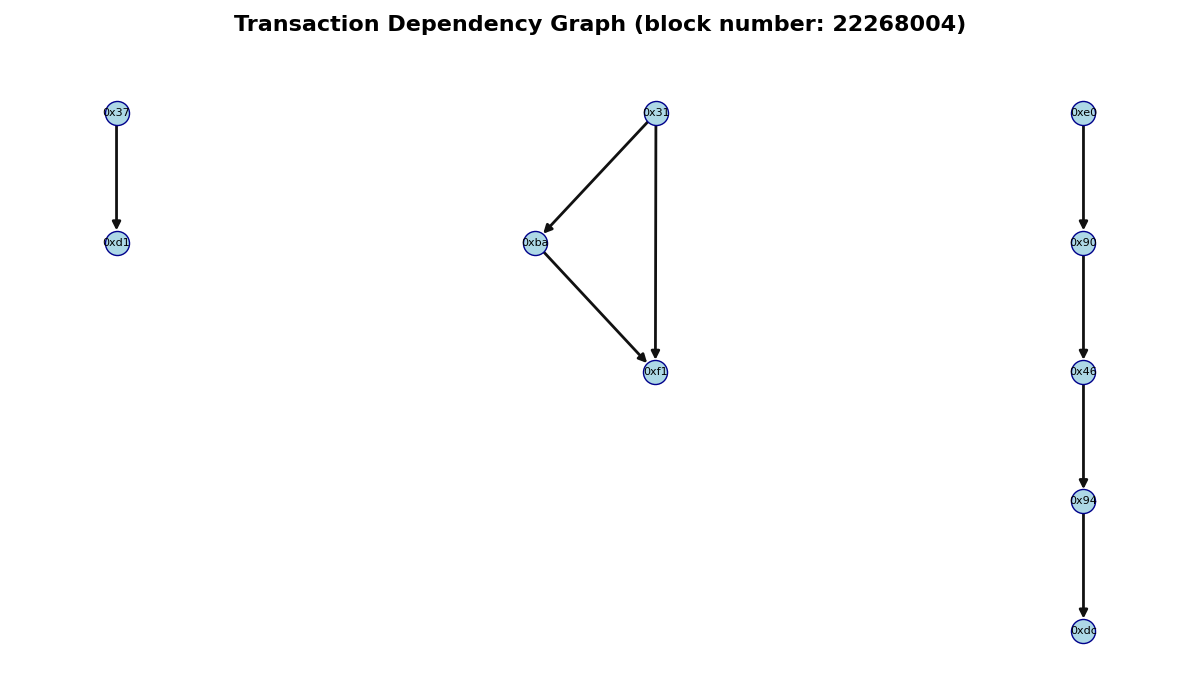 Transaction Dependency Graph (block number: 22268004)
0x37
0x31
0xe0
0xd1
0xba
0x90
0xf1
0x46
0x94
0xdc